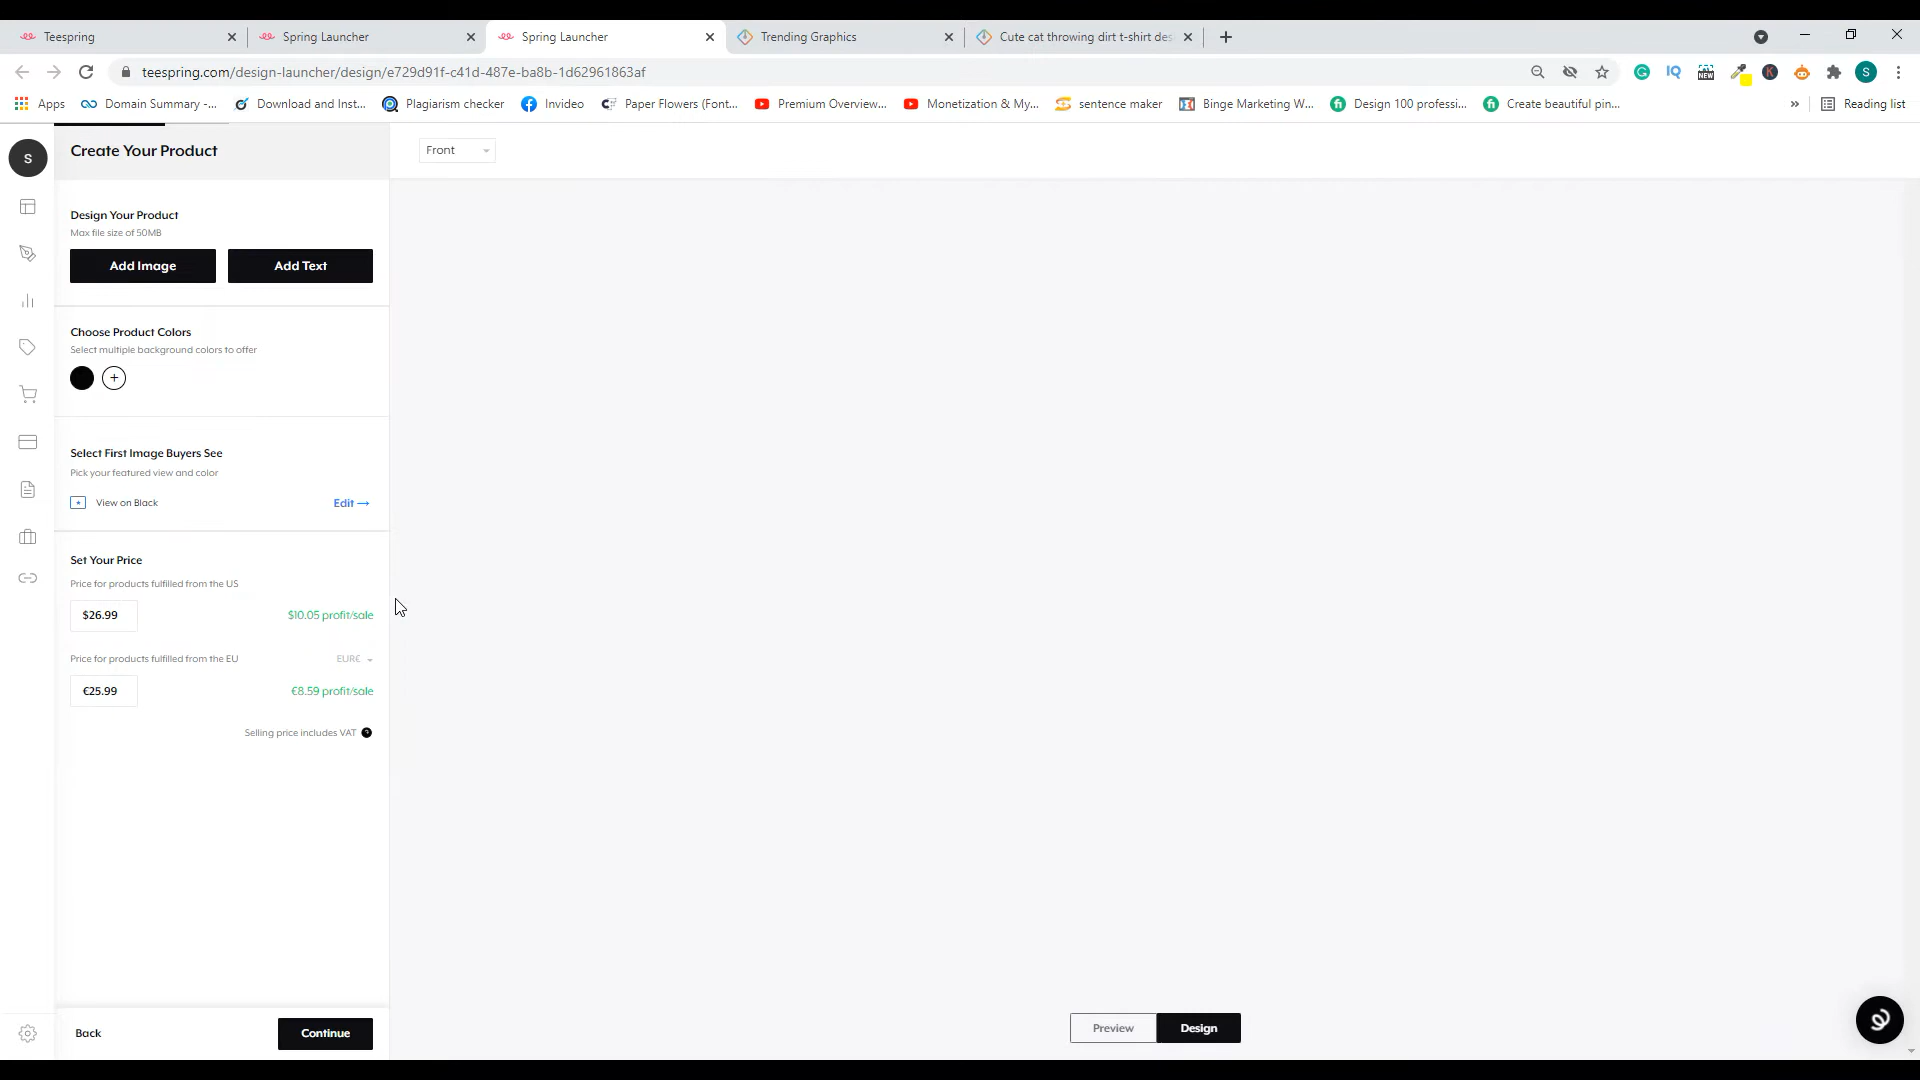 Teespring
Spring Launcher
Spring Launcher
Trending Graphics
Cute cat throwing dirt t-shirt des
teespring.com/design-launcher/design/e729d91f-c41d-487e-ba8b-1d62961863af
IQ
NEW
K
S
Apps
Domain Summary -...
Download and Inst...
Plagiarism checker
Invideo
Paper Flowers (Font...
Premium Overview...
Monetization & My...
sentence maker
Binge Marketing W...
Design 100 professi...
Create beautiful pin...
»
Reading list
S
Create Your Product
Front
Design Your Product
Max file size of 50MB
Add Image
Add Text
Choose Product Colors
Select multiple background colors to offer
+
Select First Image Buyers See
Pick your featured view and color
View on Black
Edit →
Set Your Price
Price for products fulfilled from the US
$26.99
$10.05 profit/sale
Price for products fulfilled from the EU
EUR€
€25.99
€8.59 profit/sale
Selling price includes VAT ?
Back
Continue
Preview
Design